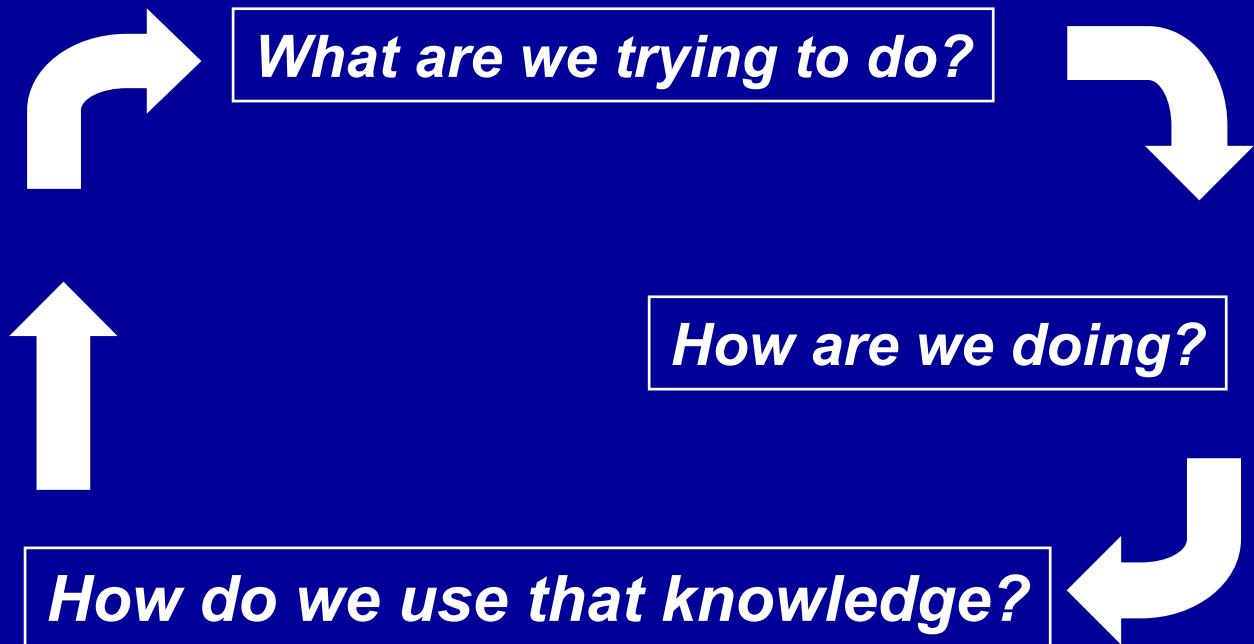 What are we trying to do?
How are we doing?
How do we use that knowledge?